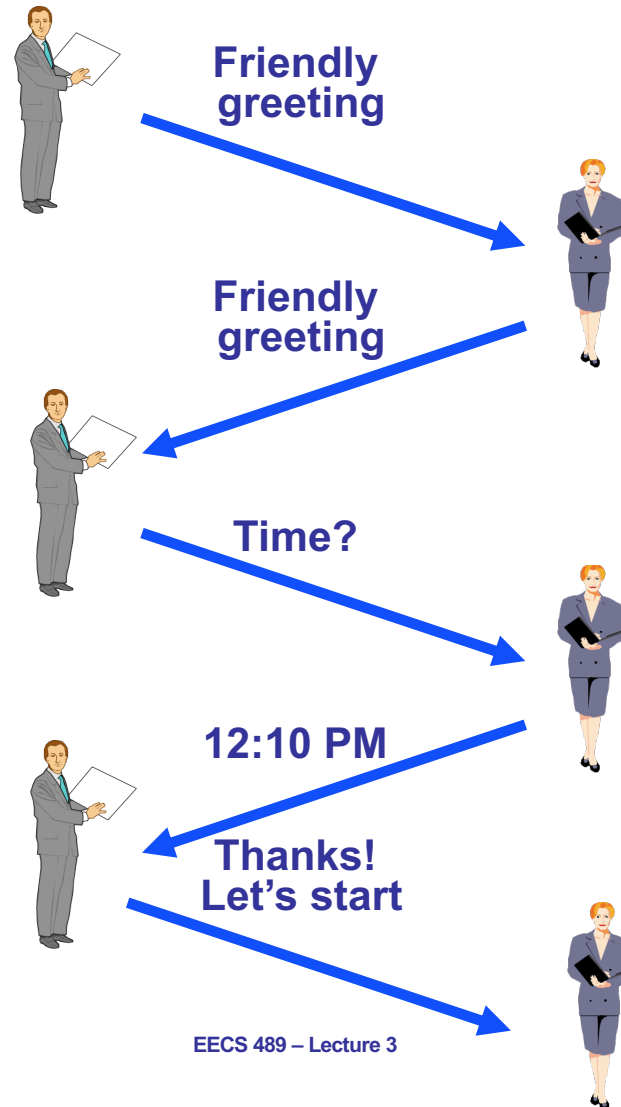 Friendly
greeting
Friendly
greeting
Time?
12:10 PM
Thanks!
Let’s start
EECS 489 – Lecture 3